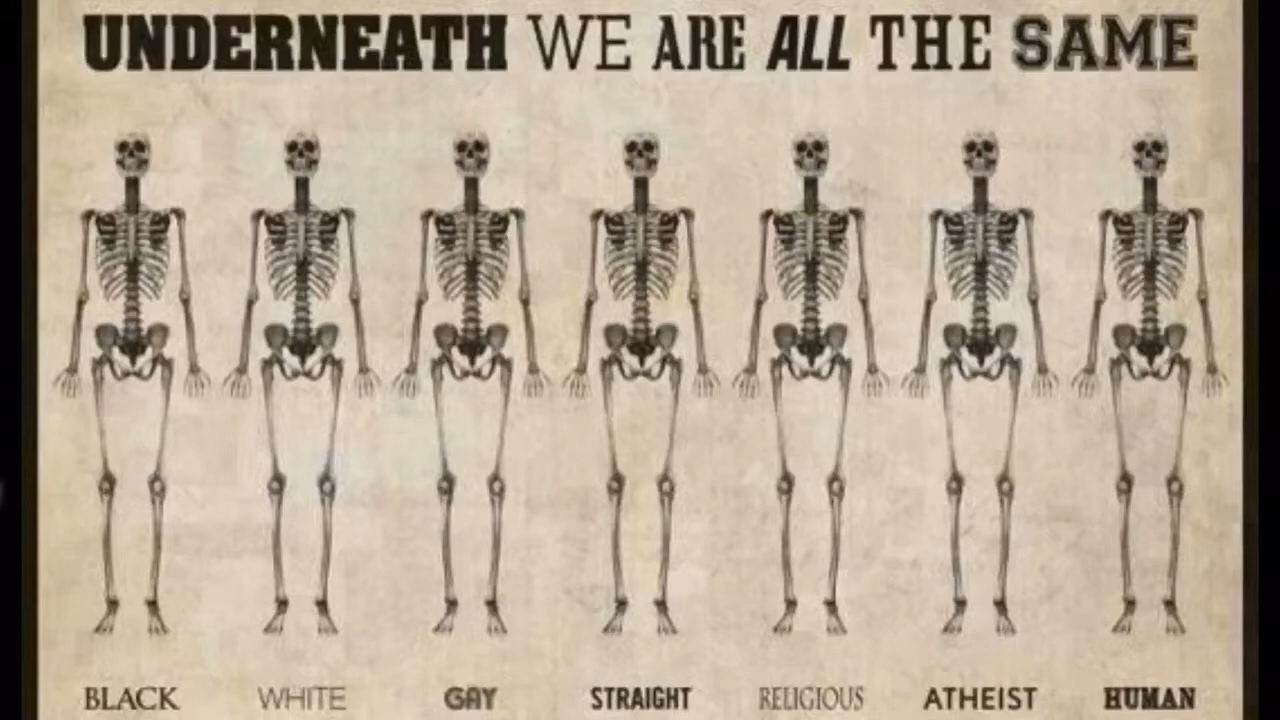 UNDERNEATH WE ARE ALL THE SAME
BLACK WHITE GAY STRAIGHT RELIGIOUS ATHEIST HUMAN